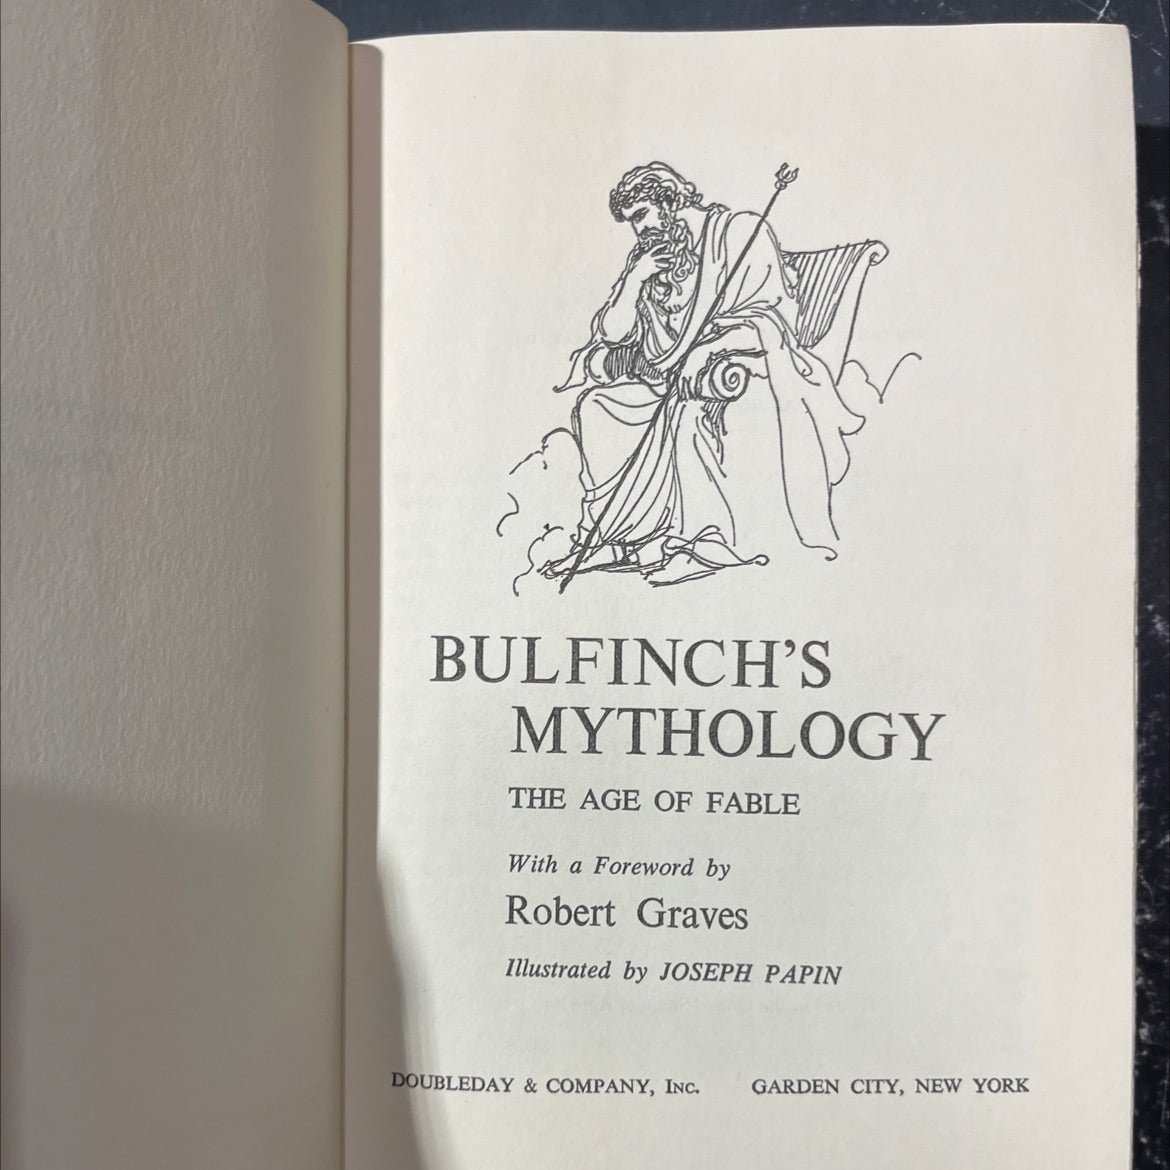 BULFINCH'S
MYTHOLOGY
THE AGE OF FABLE
With a Foreword by
Robert Graves
Illustrated by JOSEPH PAPIN
DOUBLEDAY & COMPANY, INC. GARDEN CITY, NEW YORK